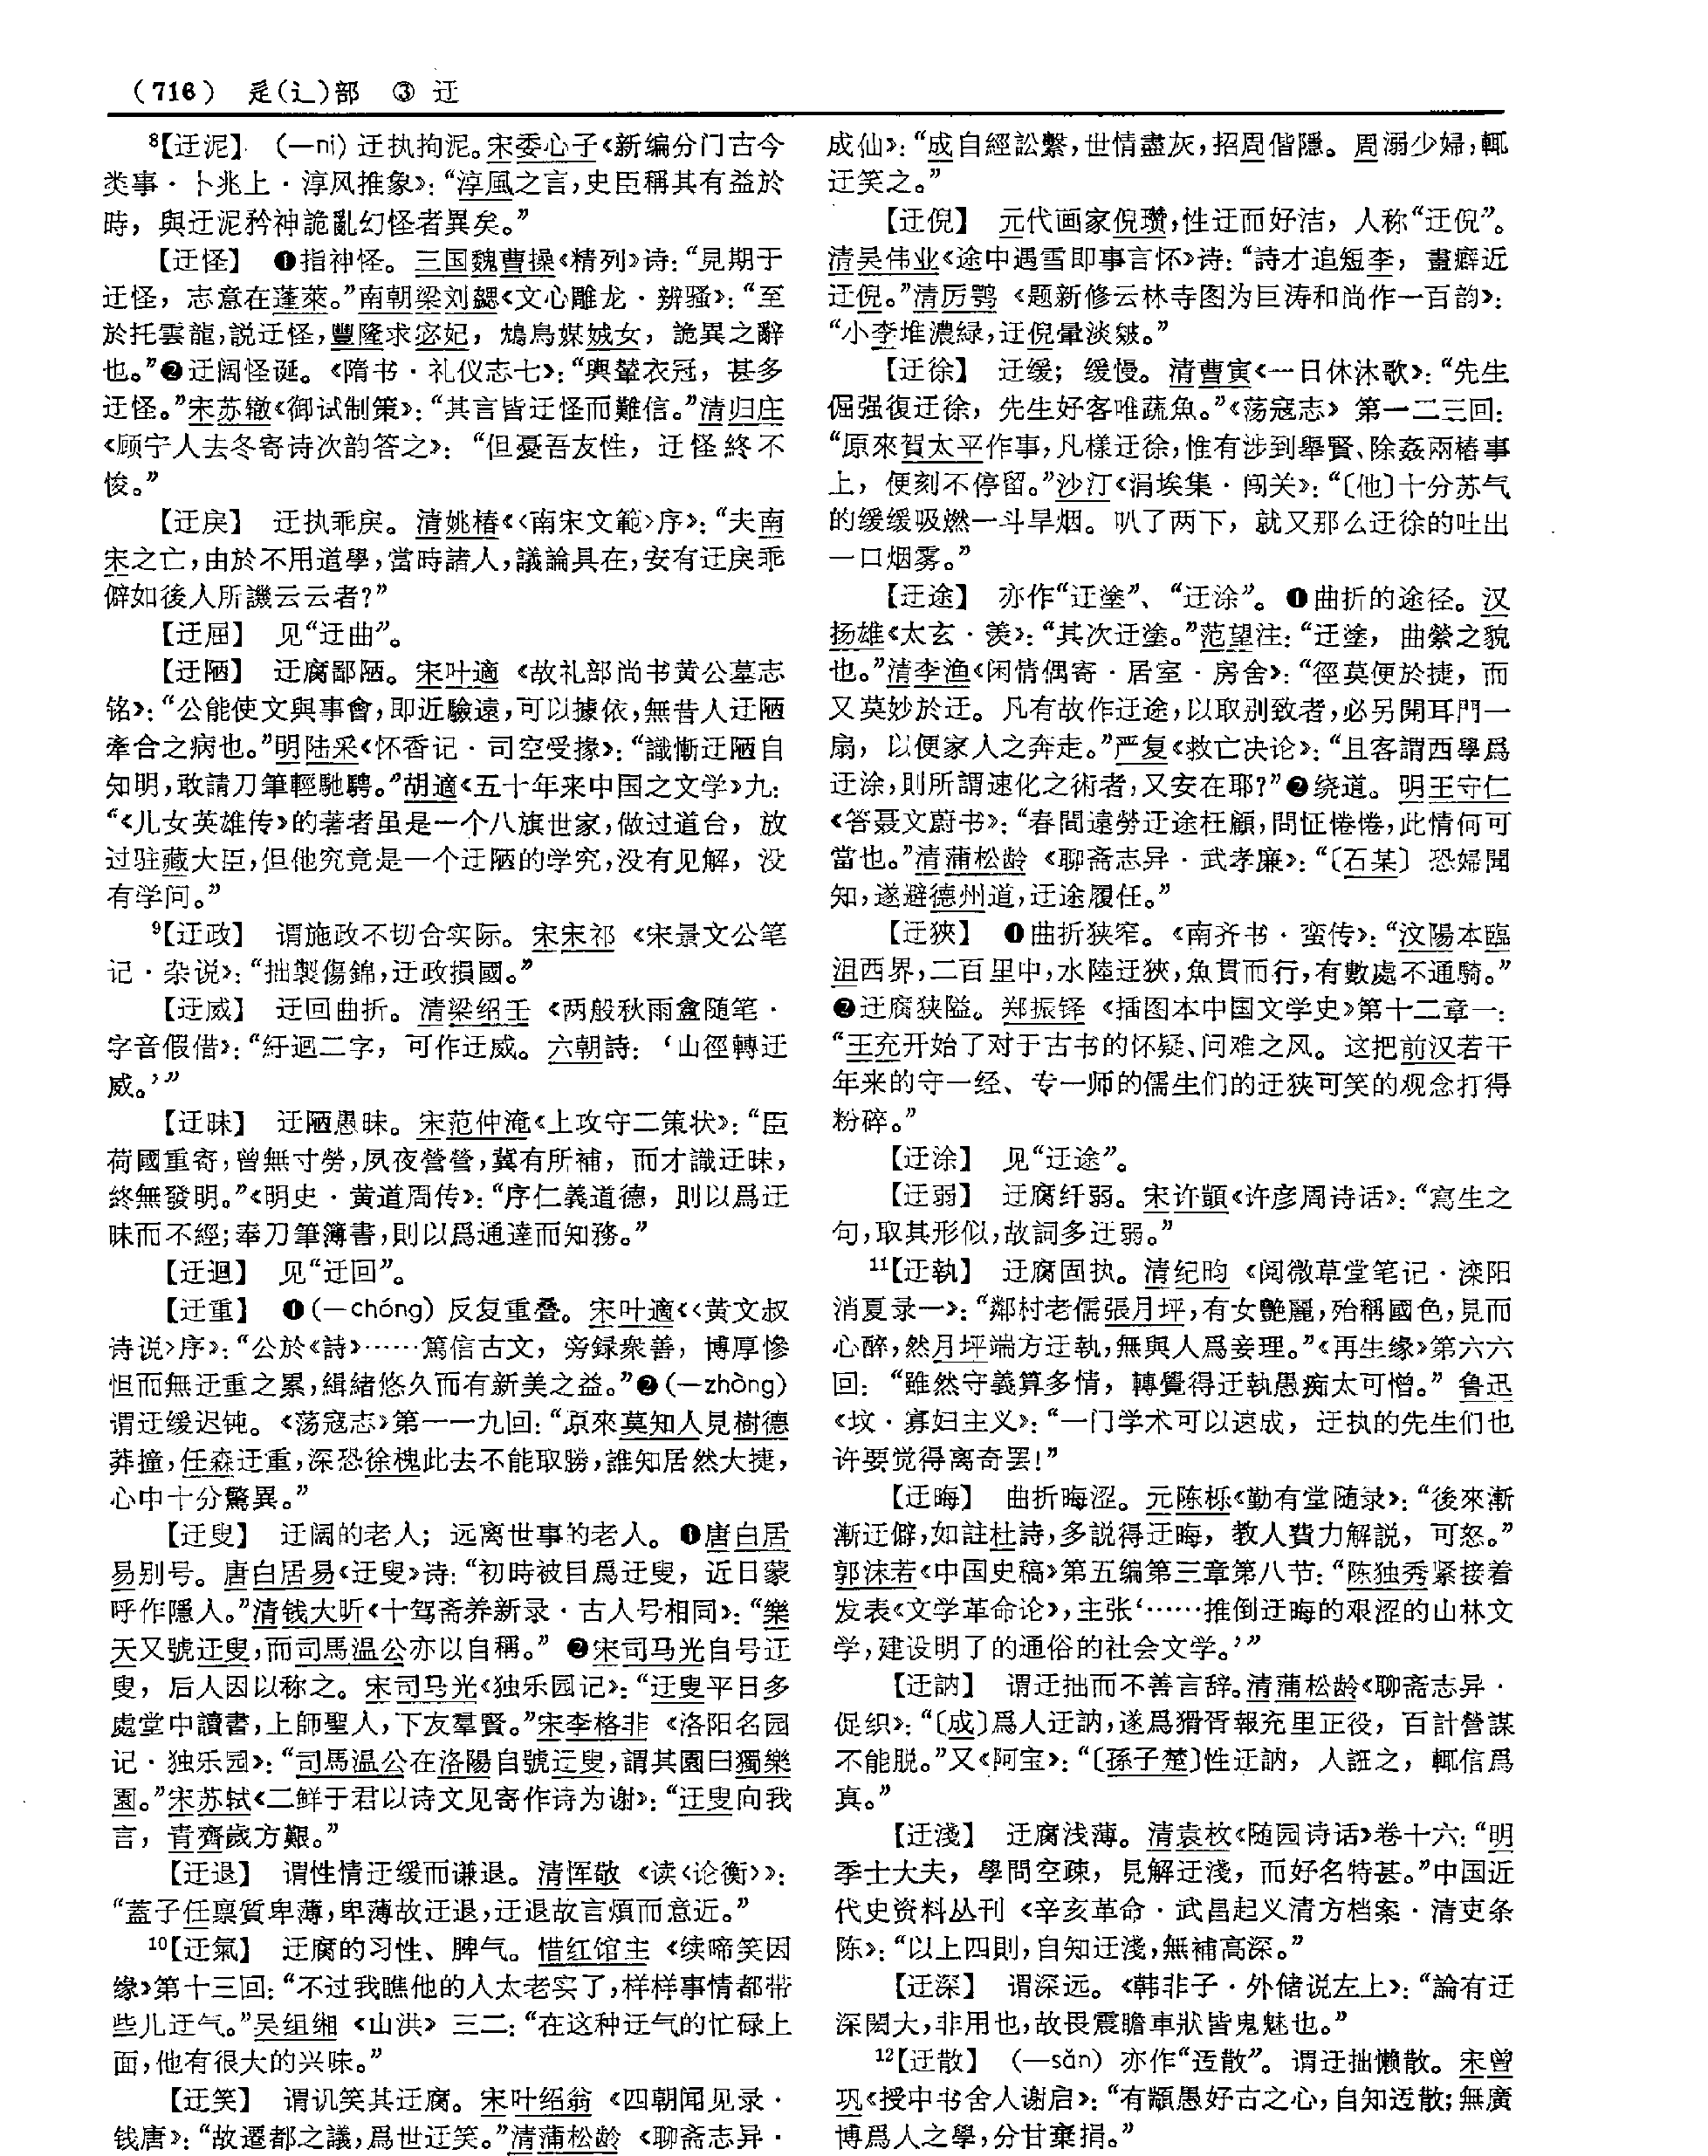 （716） 辵(辶)部 ③ 迂
⁸【迂泥】 （—nì）迂执拘泥。宋委心子《新编分门古今
类事·卜兆上·淳风推象》：“淳風之言，史臣稱其有益於
時，與迂泥矜神詭亂幻怪者異矣。”
【迂怪】 ❶指神怪。三国魏曹操《精列》诗：“見期于
迂怪，志意在蓬萊。”南朝梁刘勰《文心雕龙·辨骚》：“至
於托雲龍，説迂怪，豐隆求宓妃，鴆鳥媒娀女，詭異之辭
也。”❷迂阔怪诞。《隋书·礼仪志七》：“輿輦衣冠，甚多
迂怪。”宋苏辙《御试制策》：“其言皆迂怪而難信。”清归庄
《顾宁人去冬寄诗次韵答之》：“但憂吾友性，迂怪終不
悛。”
【迂戾】 迂执乖戾。清姚椿《〈南宋文範〉序》：“夫南
宋之亡，由於不用道學，當時諸人，議論具在，安有迂戾乖
僻如後人所譏云云者？”
【迂屈】 见“迂曲”。
【迂陋】 迂腐鄙陋。宋叶適《故礼部尚书黄公墓志
铭》：“公能使文與事會，即近驗遠，可以據依，無昔人迂陋
牽合之病也。”明陆采《怀香记·司空受掾》：“識慚迂陋自
知明，敢請刀筆輕馳騁。”胡適《五十年来中国之文学》九：
“《儿女英雄传》的著者虽是一个八旗世家，做过道台，放
过驻藏大臣，但他究竟是一个迂陋的学究，没有见解，没
有学问。”
⁹【迂政】 谓施政不切合实际。宋宋祁《宋景文公笔
记·杂说》：“拙製傷錦，迂政損國。”
【迂威】 迂回曲折。清梁绍壬《两般秋雨盦随笔·
字音假借》：“紆迴二字，可作迂威。六朝詩：‘山徑轉迂
威。’”
【迂昧】 迂陋愚昧。宋范仲淹《上攻守二策状》：“臣
荷國重寄，曾無寸勞，夙夜營營，冀有所補，而才識迂昧，
終無發明。”《明史·黄道周传》：“序仁義道德，則以爲迂
昧而不經；奉刀筆簿書，則以爲通達而知務。”
【迂迴】 见“迂回”。
【迂重】 ❶（—chóng）反复重叠。宋叶適《〈黄文叔
诗说〉序》：“公於《詩》……篤信古文，旁録衆善，博厚慘
怛而無迂重之累，緝緒悠久而有新美之益。”❷（—zhòng）
谓迂缓迟钝。《荡寇志》第一一九回：“原來莫知人見樹德
莽撞，任森迂重，深恐徐槐此去不能取勝，誰知居然大捷，
心中十分驚異。”
【迂叟】 迂阔的老人；远离世事的老人。❶唐白居
易别号。唐白居易《迂叟》诗：“初時被目爲迂叟，近日蒙
呼作隱人。”清钱大昕《十驾斋养新录·古人号相同》：“樂
天又號迂叟，而司馬温公亦以自稱。” ❷宋司马光自号迂
叟，后人因以称之。宋司马光《独乐园记》：“迂叟平日多
處堂中讀書，上師聖人，下友羣賢。”宋李格非《洛阳名园
记·独乐园》：“司馬温公在洛陽自號迂叟，謂其園曰獨樂
園。”宋苏轼《二鲜于君以诗文见寄作诗为谢》：“迂叟向我
言，青齊歲方艱。”
【迂退】 谓性情迂缓而谦退。清恽敬《读〈论衡〉》：
“蓋子任禀質卑薄，卑薄故迂退，迂退故言煩而意近。”
¹⁰【迂氣】 迂腐的习性、脾气。惜红馆主《续啼笑因
缘》第十三回：“不过我瞧他的人太老实了，样样事情都带
些儿迂气。”吴组缃《山洪》三二：“在这种迂气的忙碌上
面，他有很大的兴味。”
【迂笑】 谓讥笑其迂腐。宋叶绍翁《四朝闻见录·
钱唐》：“故遷都之議，爲世迂笑。”清蒲松龄《聊斋志异·
成仙》：“成自經訟繫，世情盡灰，招周偕隱。周溺少婦，輒
迂笑之。”
【迂倪】 元代画家倪瓒，性迂而好洁，人称“迂倪”。
清吴伟业《途中遇雪即事言怀》诗：“詩才追短李，畫癖近
迂倪。”清厉鹗《题新修云林寺图为巨涛和尚作一百韵》：
“小李堆濃緑，迂倪暈淡皴。”
【迂徐】 迂缓；缓慢。清曹寅《一日休沐歌》：“先生
倔强復迂徐，先生好客唯蔬魚。”《荡寇志》第一二三回：
“原來賀太平作事，凡樣迂徐，惟有涉到舉賢、除姦兩樁事
上，便刻不停留。”沙汀《涓埃集·闯关》：“〔他〕十分苏气
的缓缓吸燃一斗旱烟。叭了两下，就又那么迂徐的吐出
一口烟雾。”
【迂途】 亦作“迂塗”、“迂涂”。❶曲折的途径。汉
扬雄《太玄·羡》：“其次迂塗。”范望注：“迂塗，曲縈之貌
也。”清李渔《闲情偶寄·居室·房舍》：“徑莫便於捷，而
又莫妙於迂。凡有故作迂途，以取别致者，必另開耳門一
扇，以便家人之奔走。”严复《救亡决论》：“且客謂西學爲
迂涂，則所謂速化之術者，又安在耶？”❷绕道。明王守仁
《答聂文蔚书》：“春間遠勞迂途枉顧，問证惓惓，此情何可
當也。”清蒲松龄《聊斋志异·武孝廉》：“〔石某〕恐婦聞
知，遂避德州道，迂途履任。”
【迂狹】 ❶曲折狭窄。《南齐书·蛮传》：“汶陽本臨
沮西界，二百里中，水陸迂狹，魚貫而行，有數處不通騎。”
❷迂腐狭隘。郑振铎《插图本中国文学史》第十二章一：
“王充开始了对于古书的怀疑、问难之风。这把前汉若干
年来的守一经、专一师的儒生们的迂狭可笑的观念打得
粉碎。”
【迂涂】 见“迂途”。
【迂弱】 迂腐纤弱。宋许顗《许彦周诗话》：“寫生之
句，取其形似，故詞多迂弱。”
¹¹【迂執】 迂腐固执。清纪昀《阅微草堂笔记·滦阳
消夏录一》：“鄰村老儒張月坪，有女艷麗，殆稱國色，見而
心醉，然月坪端方迂執，無與人爲妾理。”《再生缘》第六六
回：“雖然守義算多情，轉覺得迂執愚痴太可憎。”鲁迅
《坟·寡妇主义》：“一门学术可以速成，迂执的先生们也
许要觉得离奇罢！”
【迂晦】 曲折晦涩。元陈栎《勤有堂随录》：“後來漸
漸迂僻，如註杜詩，多説得迂晦，教人費力解説，可怒。”
郭沫若《中国史稿》第五编第三章第八节：“陈独秀紧接着
发表《文学革命论》，主张‘……推倒迂晦的艰涩的山林文
学，建设明了的通俗的社会文学。’”
【迂訥】 谓迂拙而不善言辞。清蒲松龄《聊斋志异·
促织》：“〔成〕爲人迂訥，遂爲猾胥報充里正役，百計營謀
不能脱。”又《阿宝》：“〔孫子楚〕性迂訥，人誑之，輒信爲
真。”
【迂淺】 迂腐浅薄。清袁枚《随园诗话》卷十六：“明
季士大夫，學問空疎，見解迂淺，而好名特甚。”中国近
代史资料丛刊《辛亥革命·武昌起义清方档案·清吏条
陈》：“以上四則，自知迂淺，無補高深。”
【迂深】 谓深远。《韩非子·外储说左上》：“論有迂
深閎大，非用也，故畏震瞻車狀皆鬼魅也。”
¹²【迂散】 （—sǎn）亦作“迃散”。谓迂拙懒散。宋曾
巩《授中书舍人谢启》：“有顓愚好古之心，自知迃散；無廣
博爲人之學，分甘棄捐。”